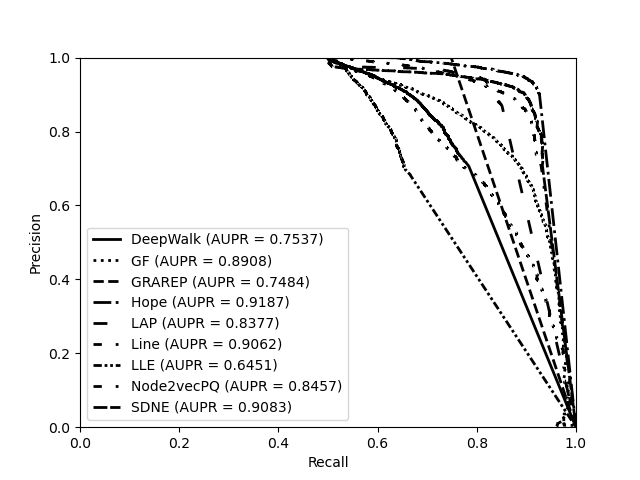 1.0
0.8
0.6
0.4
0.2
0.0
Precision
DeepWalk (AUPR = 0.7537)
GF (AUPR = 0.8908)
GRAREP (AUPR = 0.7484)
Hope (AUPR = 0.9187)
LAP (AUPR = 0.8377)
Line (AUPR = 0.9062)
LLE (AUPR = 0.6451)
Node2vecPQ (AUPR = 0.8457)
SDNE (AUPR = 0.9083)
0.0 0.2 0.4 0.6 0.8 1.0
Recall